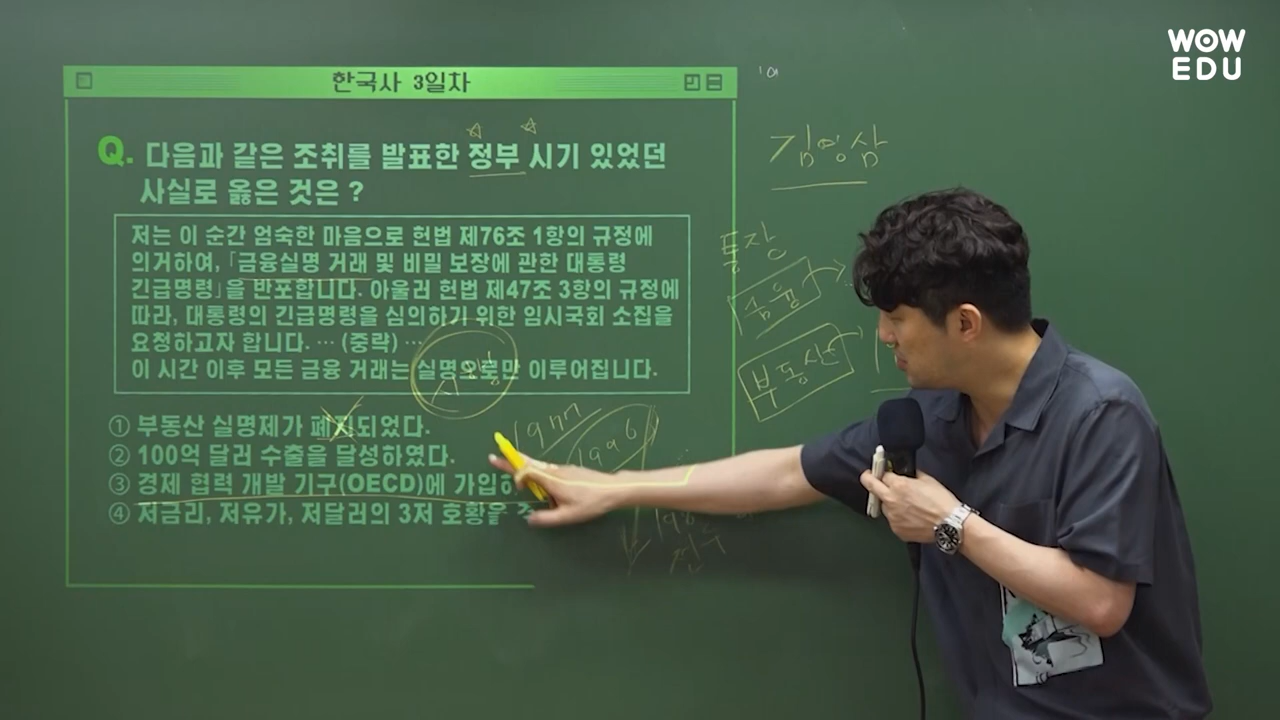 WOW
EDU
한국사 3일차
Q. 다음과 같은 조취를 발표한 정부 시기 있었던
사실로 옳은 것은 ?
저는 이 순간 엄숙한 마음으로 헌법 제76조 1항의 규정에
의거하여, 「금융실명 거래 및 비밀 보장에 관한 대통령
긴급명령」을 반포합니다. 아울러 헌법 제47조 3항의 규정에
따라, 대통령의 긴급명령을 심의하기 위한 임시국회 소집을
요청하고자 합니다. … (중략) …
이 시간 이후 모든 금융 거래는 실명으로만 이루어집니다.
① 부동산 실명제가 폐지되었다.
② 100억 달러 수출을 달성하였다.
③ 경제 협력 개발 기구(OECD)에 가입하
④ 저금리, 저유가, 저달러의 3저 호황을
1977
1996
김영삼
통장
금융
부동산